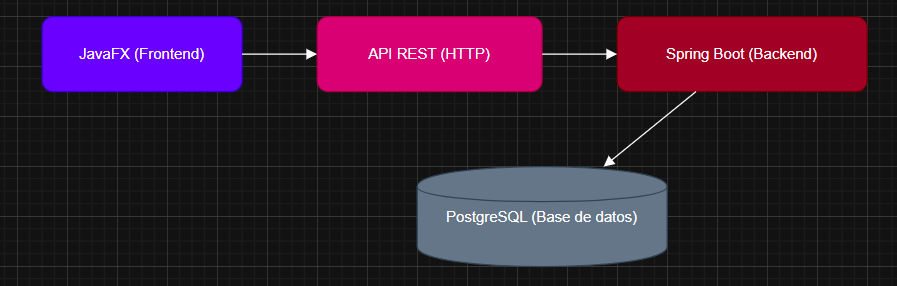 JavaFX (Frontend)
API REST (HTTP)
Spring Boot (Backend)
PostgreSQL (Base de datos)